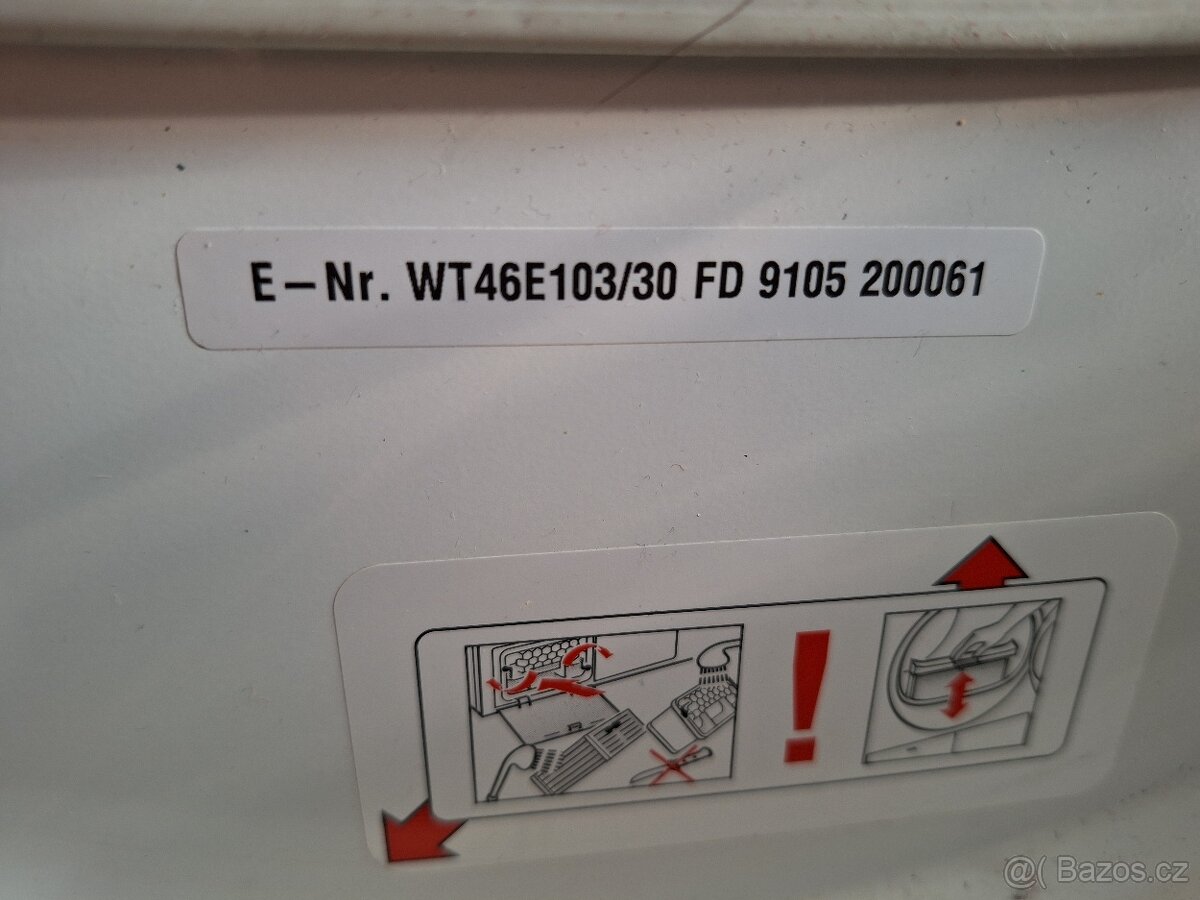 E–Nr. WT46E103/30 FD 9105 200061
!
@( Bazos.cz